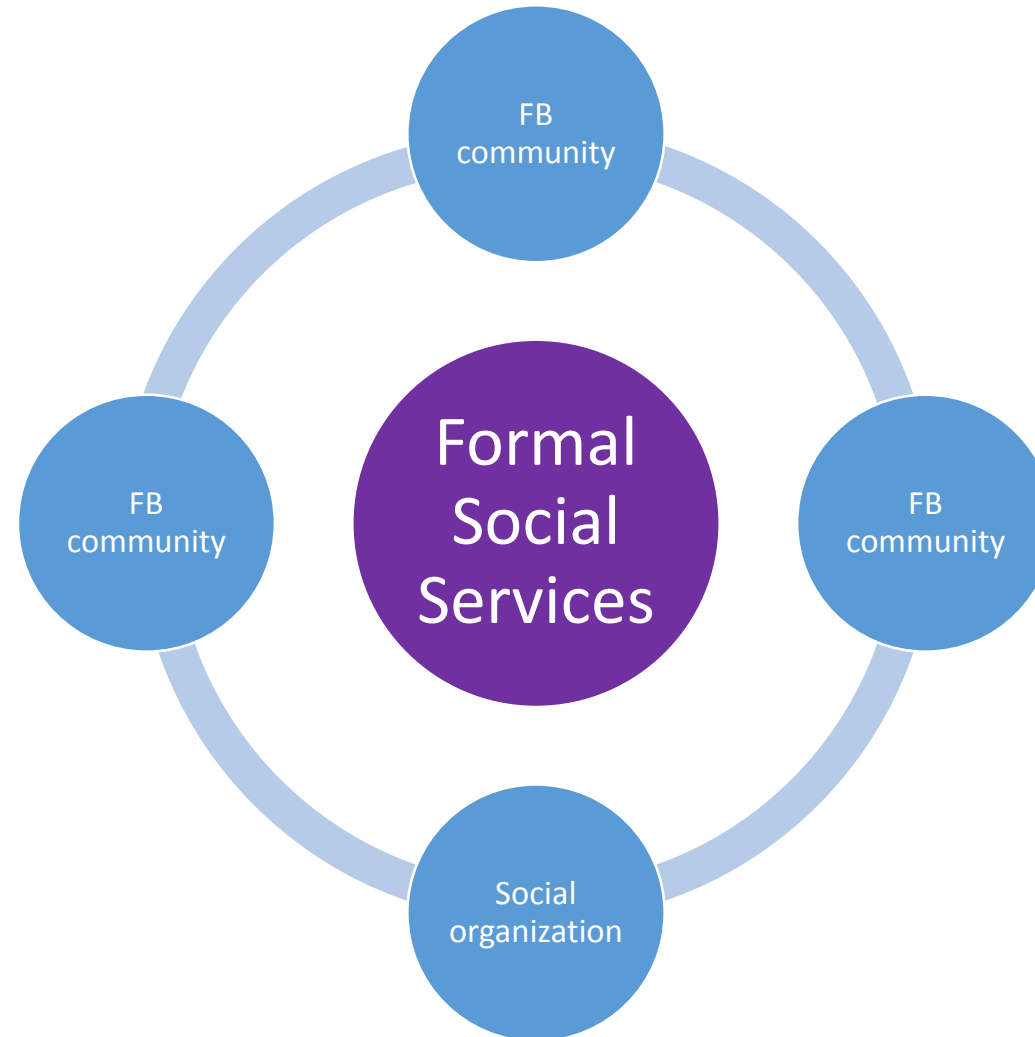 FB
community
FB
community
Formal
Social
Services
FB
community
Social
organization